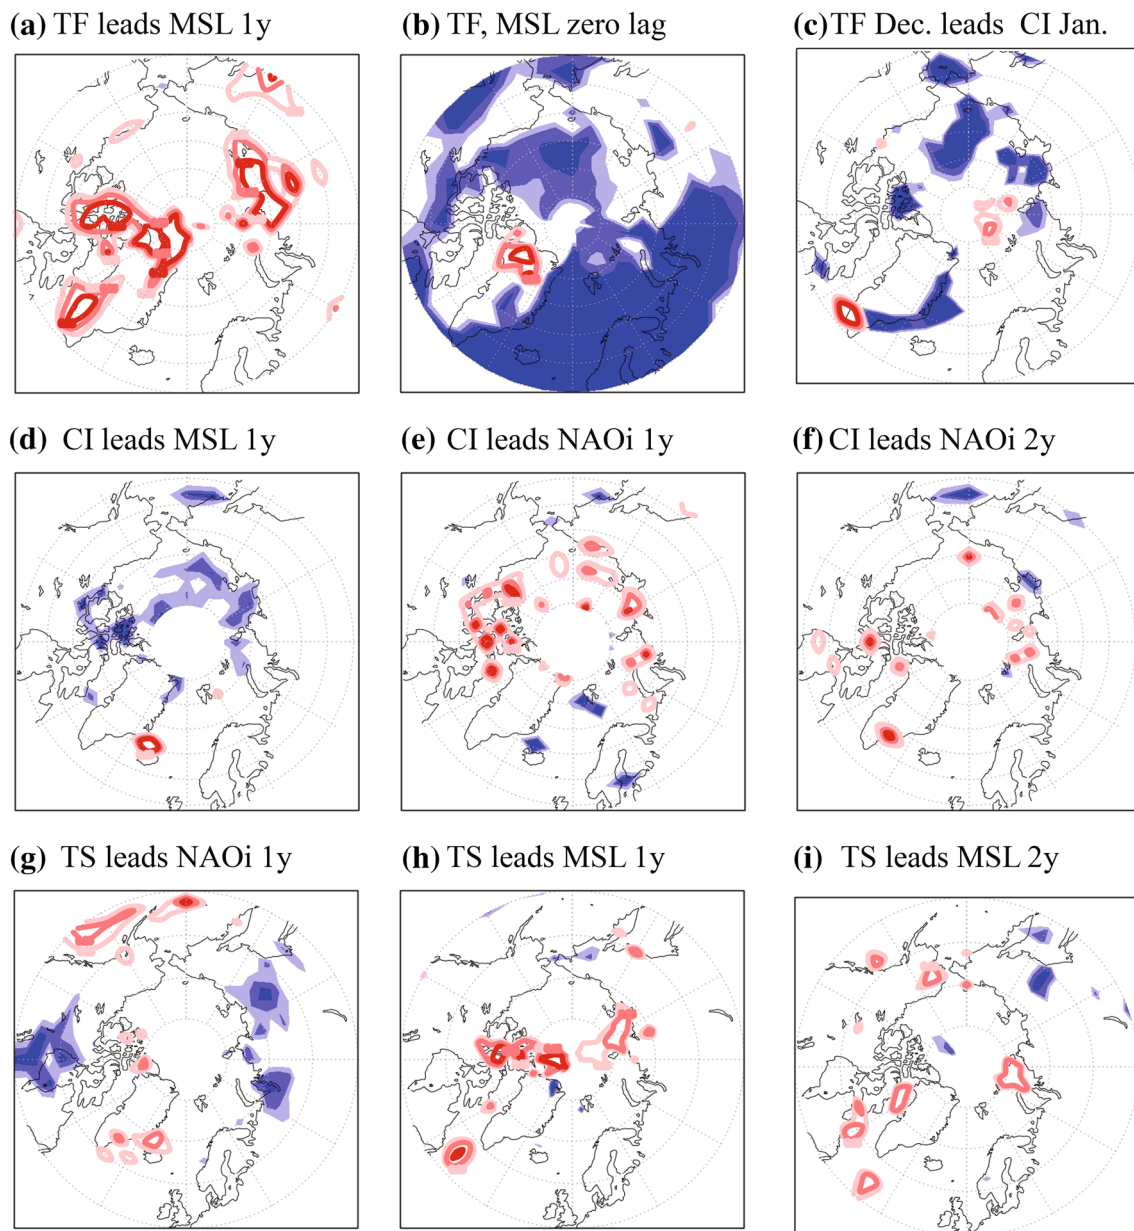 (a) TF leads MSL 1y
(b) TF, MSL zero lag
(c) TF Dec. leads CI Jan.
(d) CI leads MSL 1y
(e) CI leads NAOi 1y
(f) CI leads NAOi 2y
(g) TS leads NAOi 1y
(h) TS leads MSL 1y
(i) TS leads MSL 2y